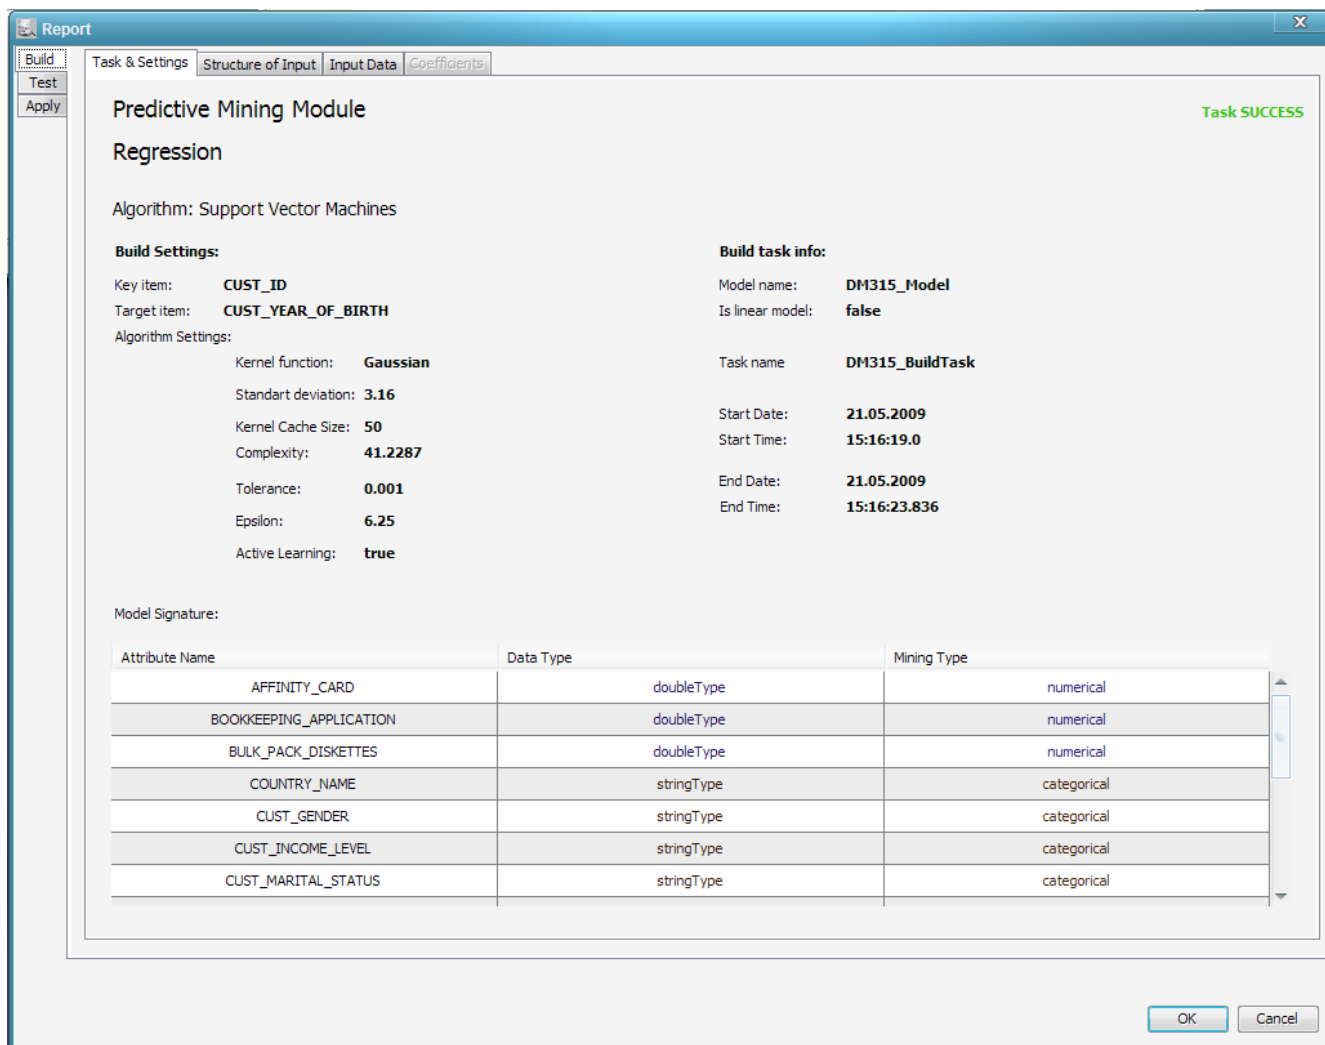 Report
X
Build
Test
Apply
Task & Settings Structure of Input Input Data Coefficients
Predictive Mining Module
Task SUCCESS
Regression
Algorithm: Support Vector Machines
Build Settings:
Key item: CUST_ID
Target item: CUST_YEAR_OF_BIRTH
Algorithm Settings:
Kernel function: Gaussian
Standart deviation: 3.16
Kernel Cache Size: 50
Complexity: 41.2287
Tolerance: 0.001
Epsilon: 6.25
Active Learning: true
Build task info:
Model name: DM315_Model
Is linear model: false
Task name DM315_BuildTask
Start Date: 21.05.2009
Start Time: 15:16:19.0
End Date: 21.05.2009
End Time: 15:16:23.836
Model Signature:
Attribute Name Data Type Mining Type
AFFINITY_CARD doubleType numerical
BOOKKEEPING_APPLICATION doubleType numerical
BULK_PACK_DISKETTES doubleType numerical
COUNTRY_NAME stringType categorical
CUST_GENDER stringType categorical
CUST_INCOME_LEVEL stringType categorical
CUST_MARITAL_STATUS stringType categorical
OK Cancel